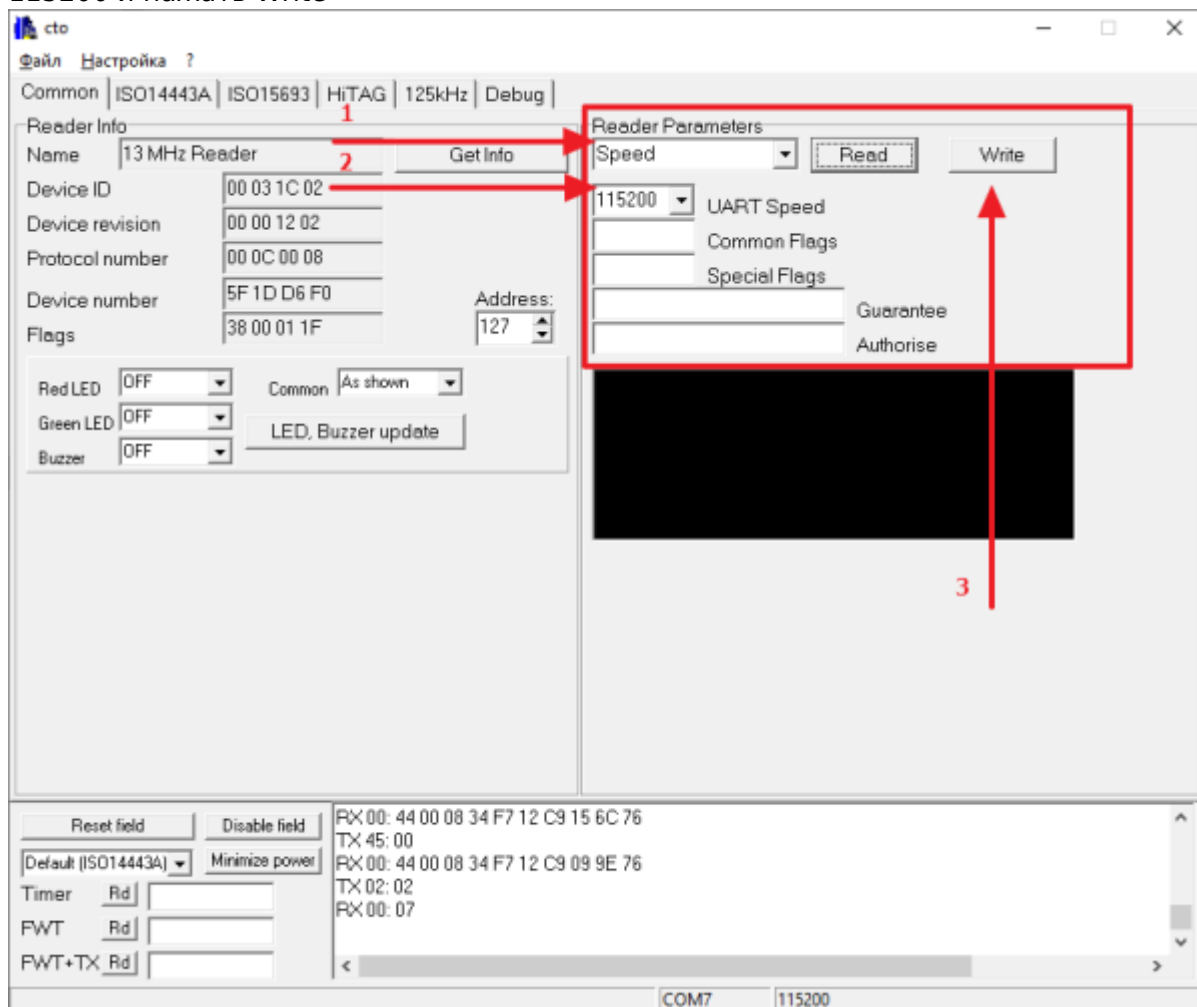 cto
Файл Настройка ?
Common ISO14443A ISO15693 HiTAG 125kHz Debug
1
Reader Info
Name 13 MHz Reader Get Info
2
Device ID 00 03 1C 02
Device revision 00 00 12 02
Protocol number 00 0C 00 08
Device number 5F 1D D6 F0
Flags 38 00 01 1F
Address:
127
Red LED OFF Common As shown
Green LED OFF LED, Buzzer update
Buzzer OFF
Reader Parameters
Speed Read Write
115200 UART Speed
Common Flags
Special Flags
Guarantee
Authorise
3
Reset field Disable field
Default (ISO14443A) Minimize power
Timer Rd
FWT Rd
FWT+TX Rd
RX 00: 44 00 08 34 F7 12 C9 15 6C 76
TX 45: 00
RX 00: 44 00 08 34 F7 12 C9 09 9E 76
TX 02: 02
RX 00: 07
COM7 115200